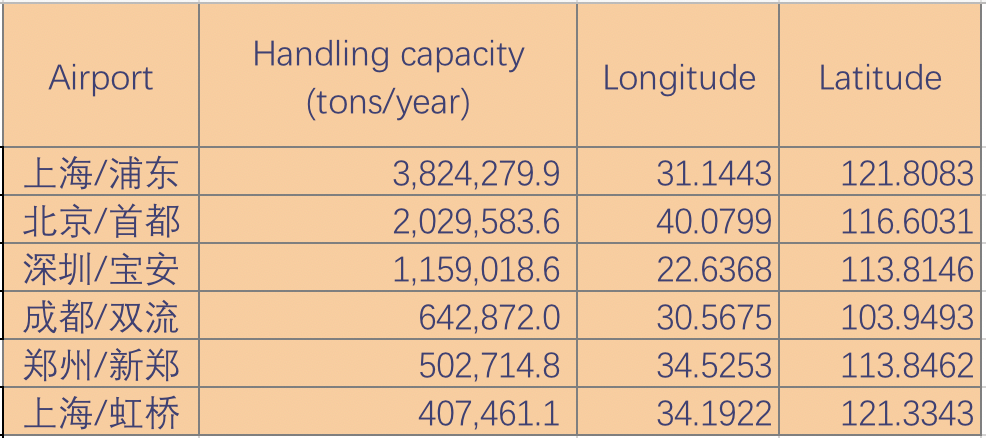 Airport Handling capacity (tons/year) Longitude Latitude
上海/浦东 3,824,279.9 31.1443 121.8083
北京/首都 2,029,583.6 40.0799 116.6031
深圳/宝安 1,159,018.6 22.6368 113.8146
成都/双流 642,872.0 30.5675 103.9493
郑州/新郑 502,714.8 34.5253 113.8462
上海/虹桥 407,461.1 34.1922 121.3343